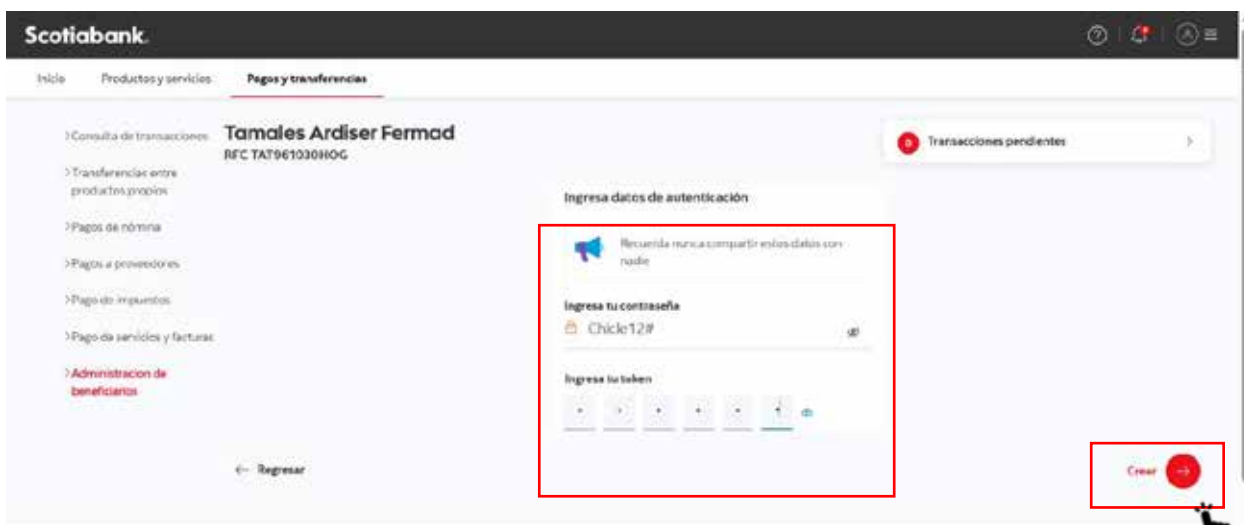 Scotiabank.
Inicio Productos y servicios Pagos y transferencias
Consulta de transacciones
Transferencias entre
productos propios
Pagos de nómina
Pagos a proveedores
Pago de impuestos
Pago de servicios y facturas
Administracion de
beneficiarios
Tamales Ardiser Fermad
RFC TAT961030HOG
0 Transacciones pendientes
Ingresa datos de autenticación
Recuerda nunca compartir estos datos con
nadie
Ingresa tu contraseña
Chicle12#
Ingresa tu token
Regresar
Crear